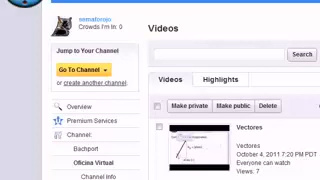 somatorojo
Crowds I'm In: 0
Jump to Your Channel
Go To Channel
or create another channel.
Overview
Premium Services
Channel:
Bachport
Oficina Virtual
Channel Info
Videos
Search
Videos
Highlights
Make private
Make public
Delete
Vectores
Vectores
October 4, 2011 7:20 PM PDT
Everyone can watch
Views: 7